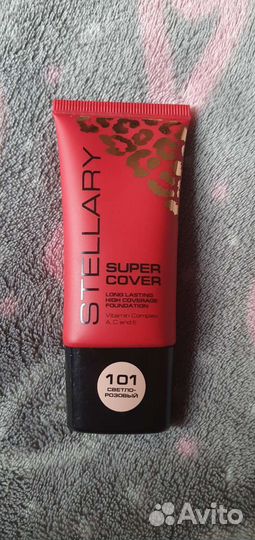 STELLARY
SUPER
COVER
LONG LASTING
HIGH COVERAGE
FOUNDATION
Vitamin Complex
A, C and E
101
СВЕТЛО-
РОЗОВЫЙ
Avito